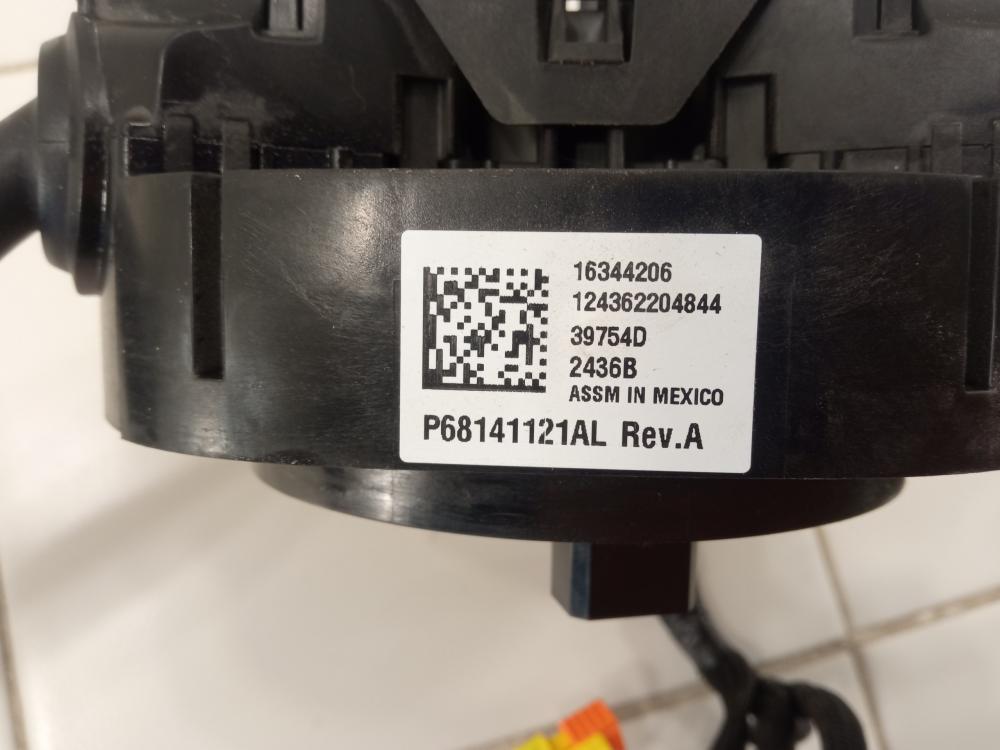 16344206
124362204844
39754D
2436B
ASSM IN MEXICO
P68141121AL Rev.A